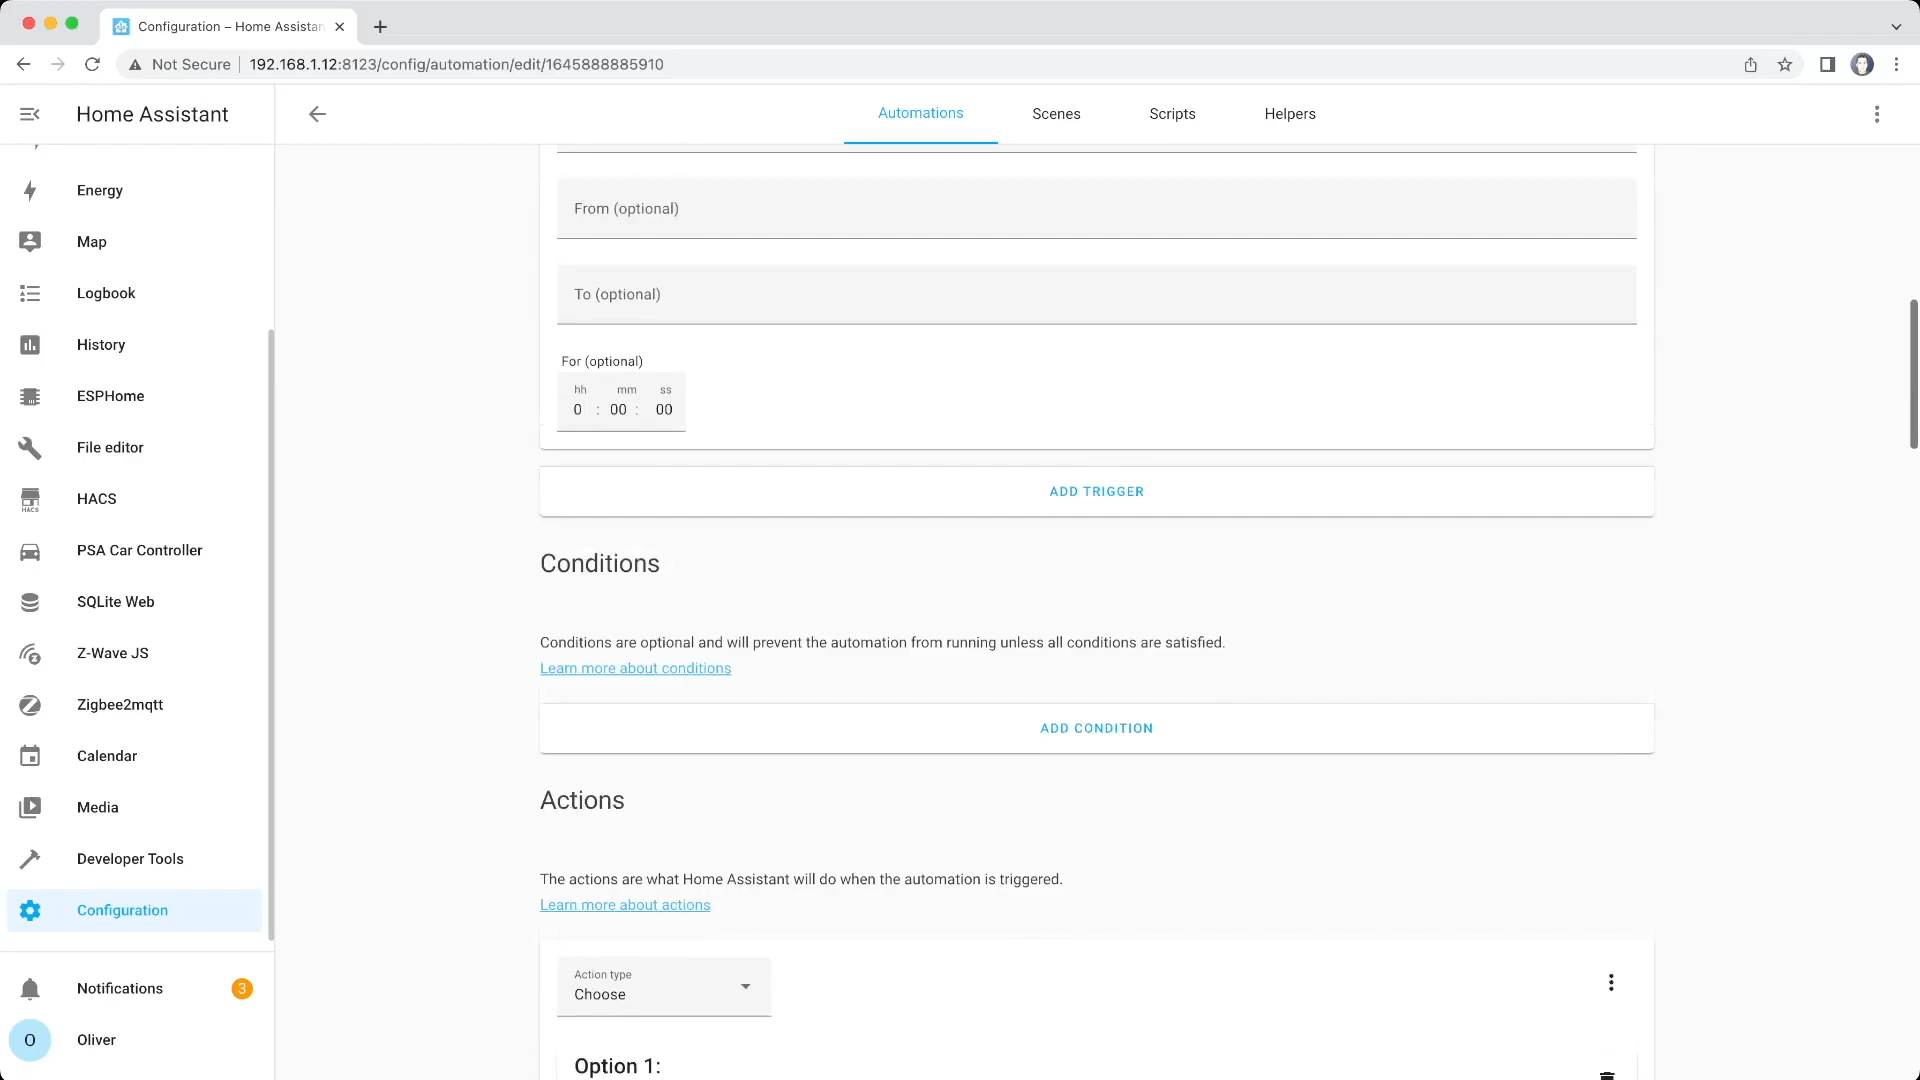 Configuration – Home Assistan
Not Secure
192.168.1.12:8123/config/automation/edit/1645888885910
Home Assistant
Automations
Scenes
Scripts
Helpers
Energy
Map
Logbook
History
ESPHome
File editor
HACS
HACS
PSA Car Controller
SQLite Web
Z-Wave JS
Zigbee2mqtt
Calendar
Media
Developer Tools
Configuration
Notifications
3
O
Oliver
From (optional)
To (optional)
For (optional)
hh mm ss
0 : 00 : 00
ADD TRIGGER
Conditions
Conditions are optional and will prevent the automation from running unless all conditions are satisfied.
Learn more about conditions
ADD CONDITION
Actions
The actions are what Home Assistant will do when the automation is triggered.
Learn more about actions
Action type
Choose
Option 1: